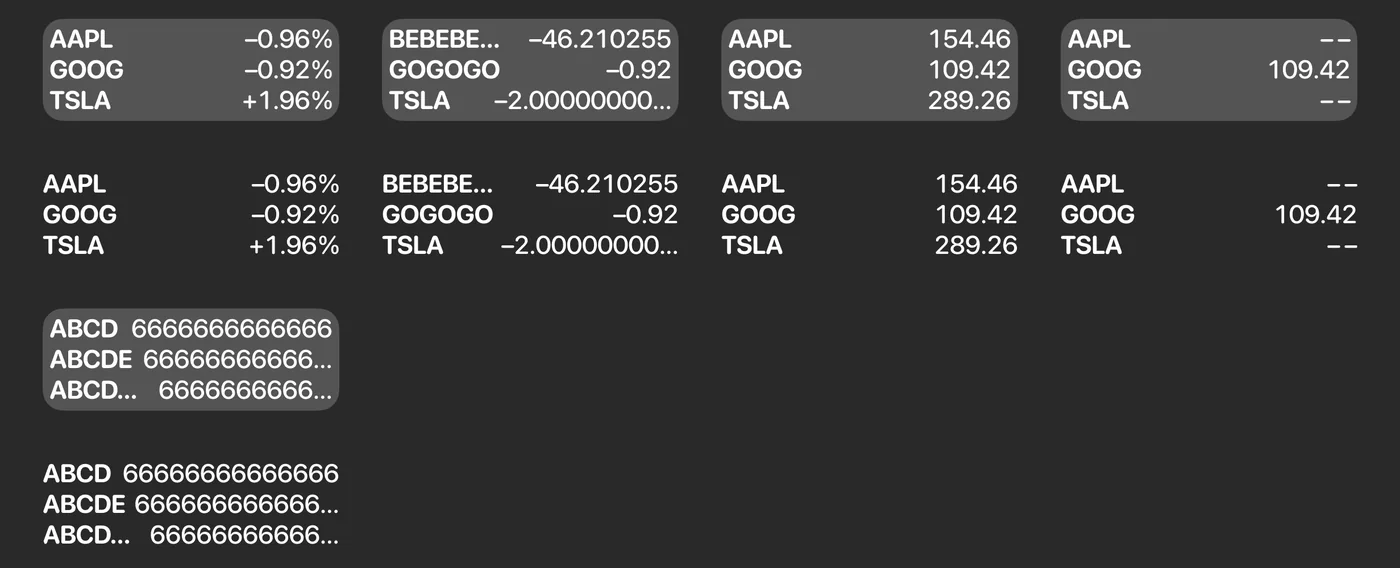 AAPL −0.96% BEBEBE... −46.210255 AAPL 154.46 AAPL −−
GOOG −0.92% GOGOGO −0.92 GOOG 109.42 GOOG 109.42
TSLA +1.96% TSLA −2.00000000... TSLA 289.26 TSLA −−
AAPL −0.96% BEBEBE... −46.210255 AAPL 154.46 AAPL −−
GOOG −0.92% GOGOGO −0.92 GOOG 109.42 GOOG 109.42
TSLA +1.96% TSLA −2.00000000... TSLA 289.26 TSLA −−
ABCD 6666666666666
ABCDE 66666666666...
ABCD... 6666666666...
ABCD 66666666666666
ABCDE 666666666666...
ABCD... 66666666666...